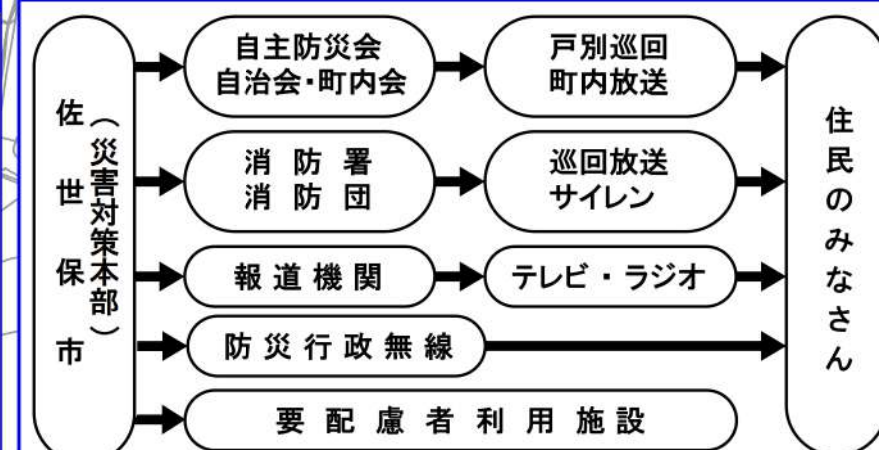 佐世保市
（災害対策本部）
自主防災会
自治会・町内会
戸別巡回
町内放送
消防署
消防団
巡回放送
サイレン
報道機関
テレビ・ラジオ
防災行政無線
要配慮者利用施設
住民のみなさん